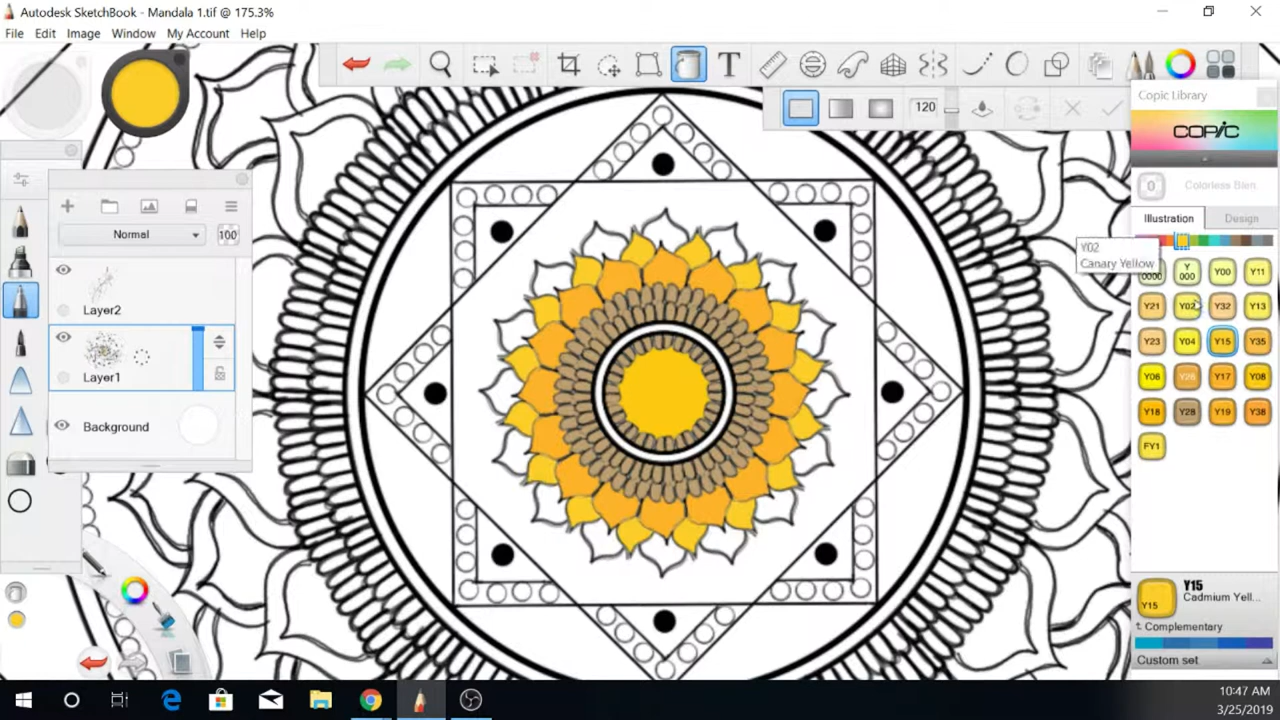 Autodesk SketchBook - Mandala 1.tif @ 175.3%
File Edit Image Window My Account Help
T
120
Copic Library
COPIC
0 Colorless Blen.
Illustration Design
Normal 100
Y02
Canary Yellow
0000 Y 000 Y00 Y11
Layer2
Y21 Y02 Y32 Y13
Y23 Y04 Y15 Y35
Layer1
Y06 Y26 Y17 Y08
Y18 Y28 Y19 Y38
Background
FY1
Y15
Y15 Cadmium Yell...
Complementary
Custom set
10:47 AM
3/25/2019